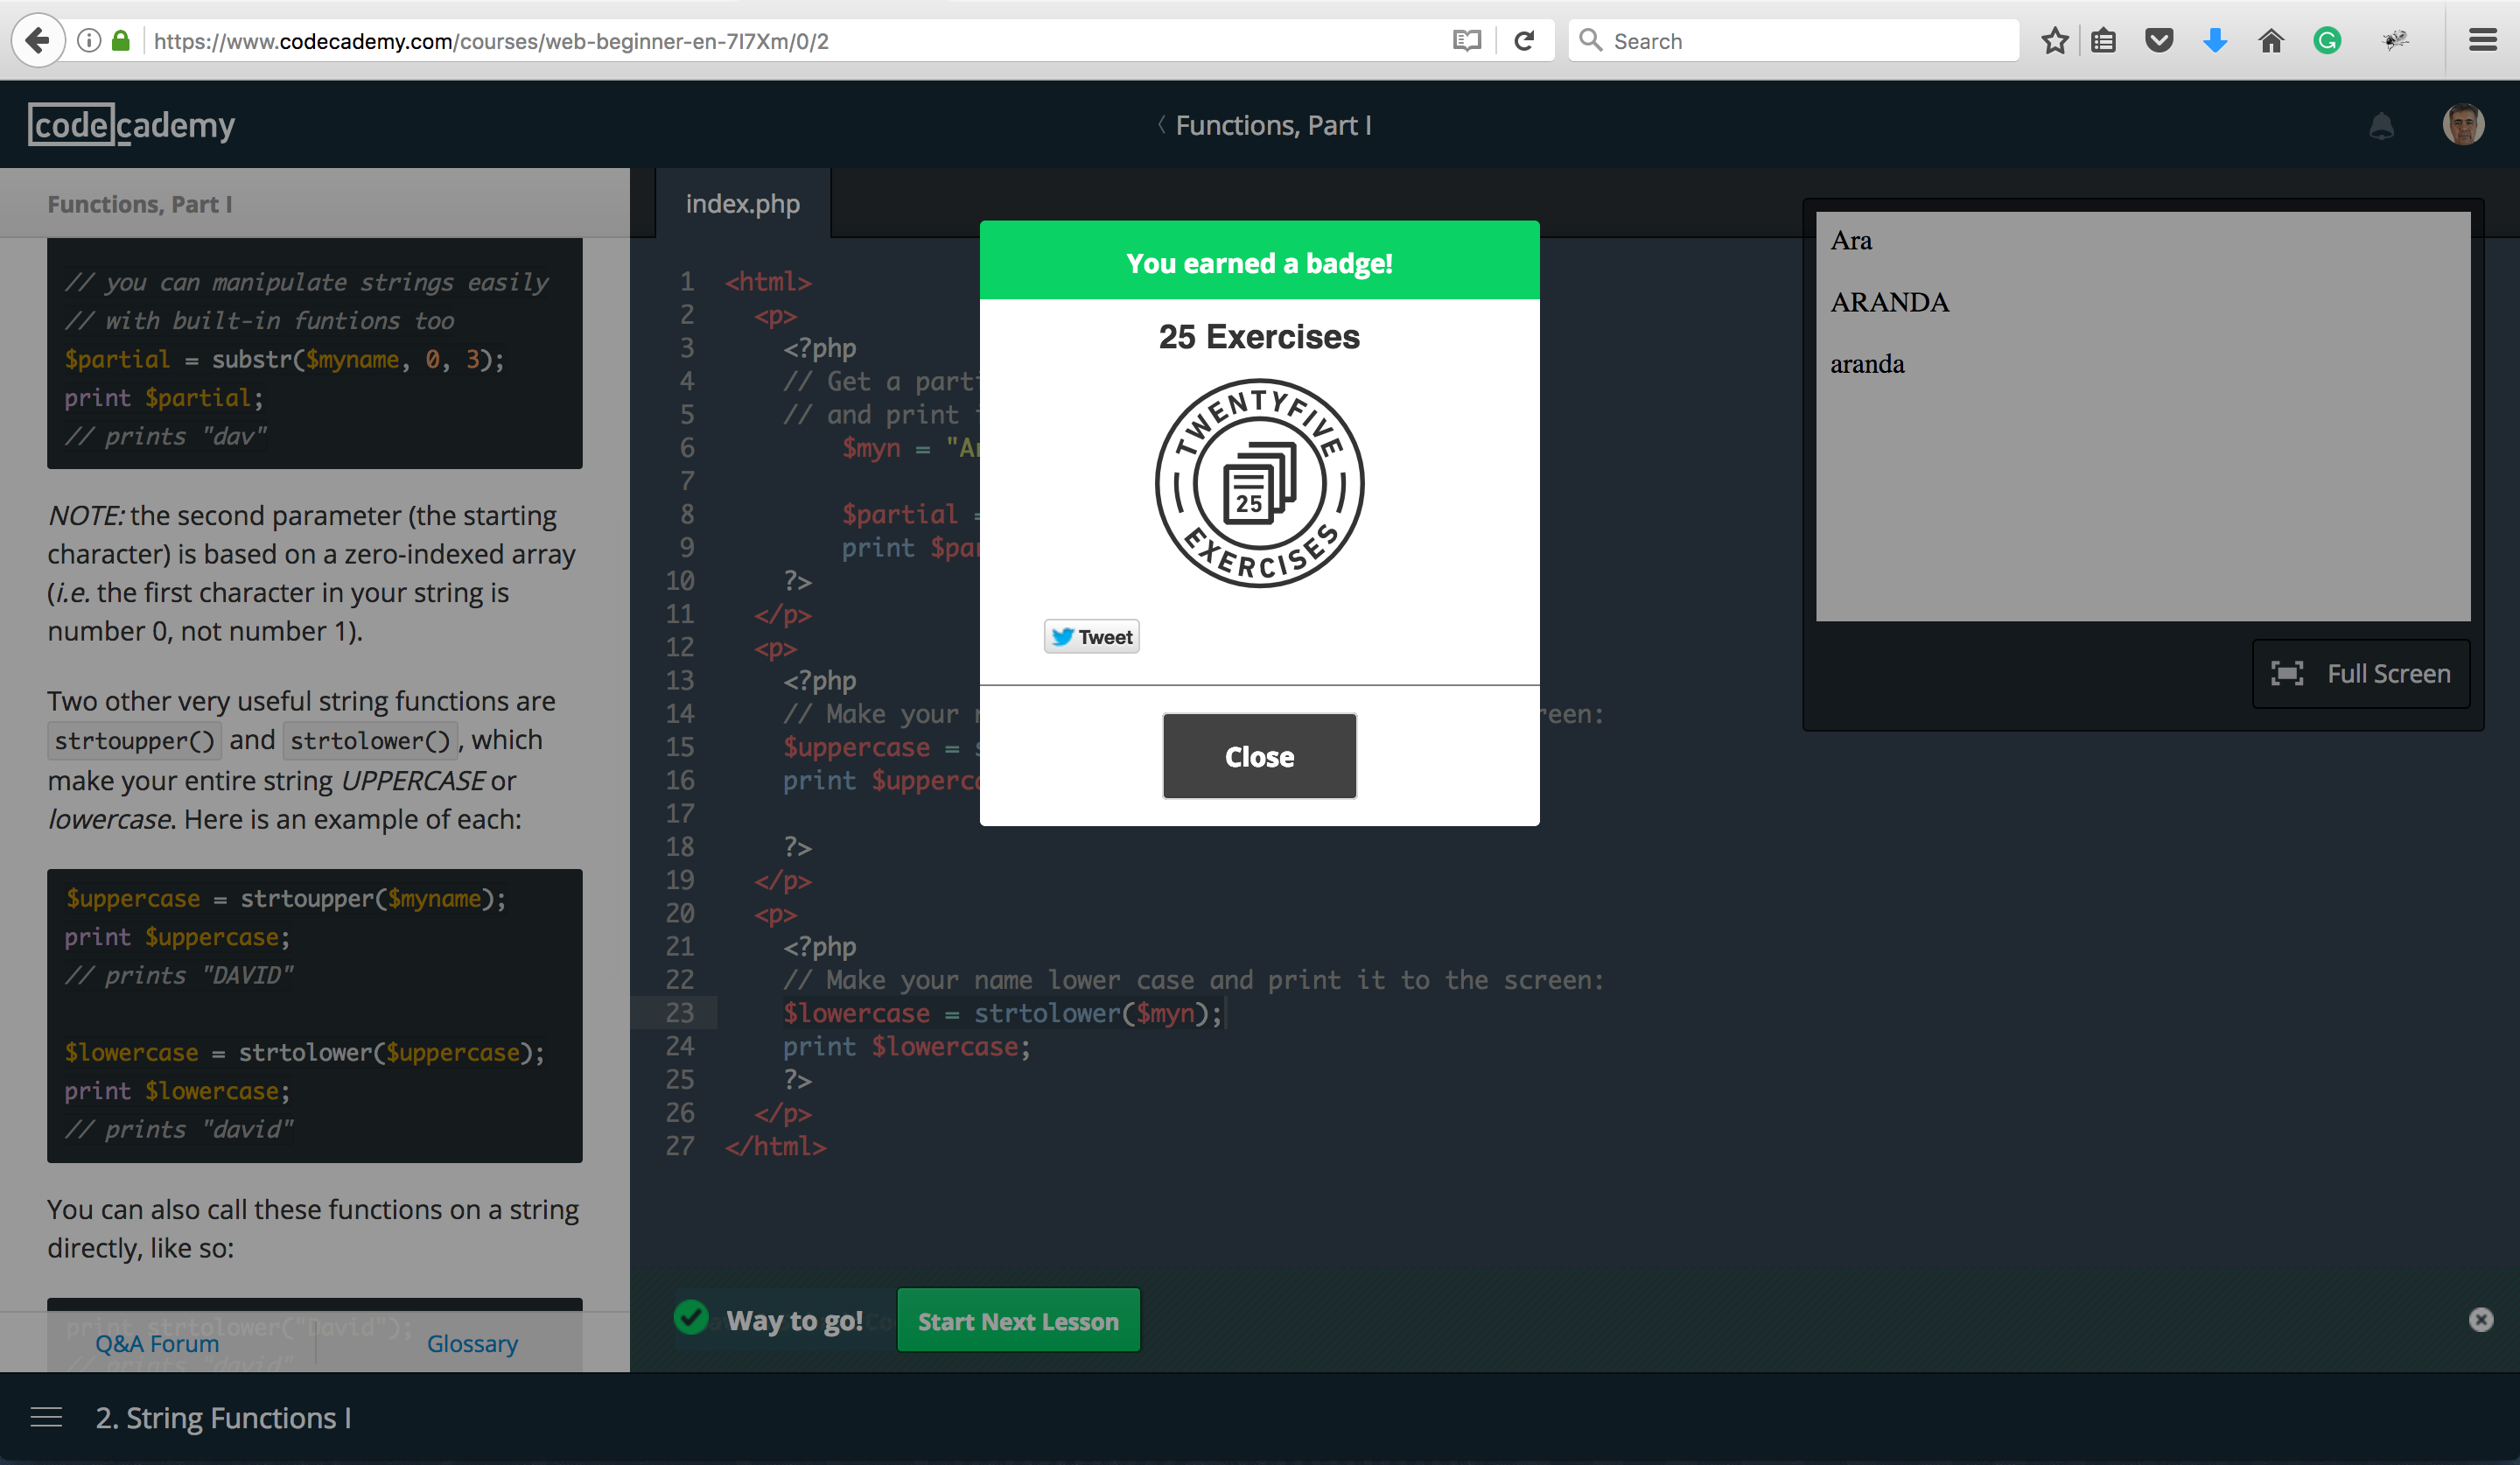 https://www.codecademy.com/courses/web-beginner-en-7I7Xm/0/2
Search
codecademy
Functions, Part I
Functions, Part I
// you can manipulate strings easily
// with built-in funtions too
$partial = substr($myname, 0, 3);
print $partial;
// prints "dav"
NOTE: the second parameter (the starting
character) is based on a zero-indexed array
(i.e. the first character in your string is
number 0, not number 1).
Two other very useful string functions are
strtoupper() and strtolower(), which
make your entire string UPPERCASE or
lowercase. Here is an example of each:
$uppercase = strtoupper($myname);
print $uppercase;
// prints "DAVID"
$lowercase = strtolower($uppercase);
print $lowercase;
// prints "david"
You can also call these functions on a string
directly, like so:
print strtolower("David");
// prints "david"
Q&A Forum
Glossary
index.php
1 <html>
2 <p>
3 <?php
4 // Get a
5 // and print
6 $myn =
7
8 $partial =
9 print
10 ?>
11 </p>
12 <p>
13 <?php
14 // Make your
15 $uppercase =
16 print
17
18 ?>
19 </p>
20 <p>
21 <?php
22 // Make your name lower case and print it to the screen:
23 $lowercase = strtolower($myn);
24 print $lowercase;
25 ?>
26 </p>
27 </html>
You earned a badge!
25 Exercises
TWENTYFIVE
25
EXERCISES
Tweet
Close
Ara
ARANDA
aranda
Full Screen
Way to go!
Start Next Lesson
2. String Functions I